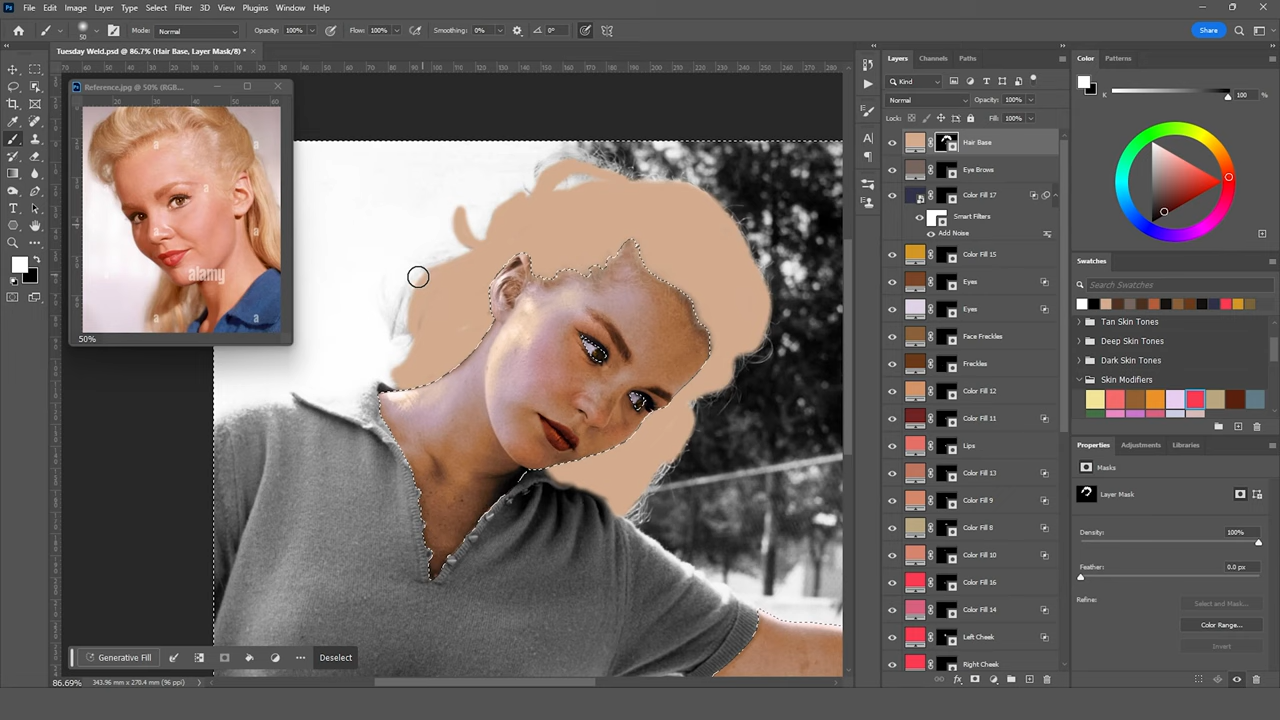 File Edit Image Layer Type Select Filter 3D View Plugins Window Help
50 Mode: Normal Opacity: 100% Flow: 100% Smoothing: 0% 0° Share
Tuesday Weld.psd @ 86.7% (Hair Base, Layer Mask/8) *
Reference.jpg @ 50% (RGB...
alamy
50%
Generative Fill Deselect
86.69% 343.96 mm x 270.4 mm (96 ppi)
Layers Channels Paths
Kind
Normal Opacity: 100%
Lock: Fill: 100%
Hair Base
Eye Brows
Color Fill 17
Smart Filters
Add Noise
Color Fill 15
Eyes
Eyes
Face Freckles
Freckles
Color Fill 12
Color Fill 11
Lips
Color Fill 13
Color Fill 9
Color Fill 8
Color Fill 10
Color Fill 16
Color Fill 14
Left Cheek
Right Cheek
Color Patterns
K 100 %
Swatches
Search Swatches
Tan Skin Tones
Deep Skin Tones
Dark Skin Tones
Skin Modifiers
Properties Adjustments Libraries
Masks
Layer Mask
Density: 100%
Feather: 0.0 px
Refine: Select and Mask...
Color Range...
Invert